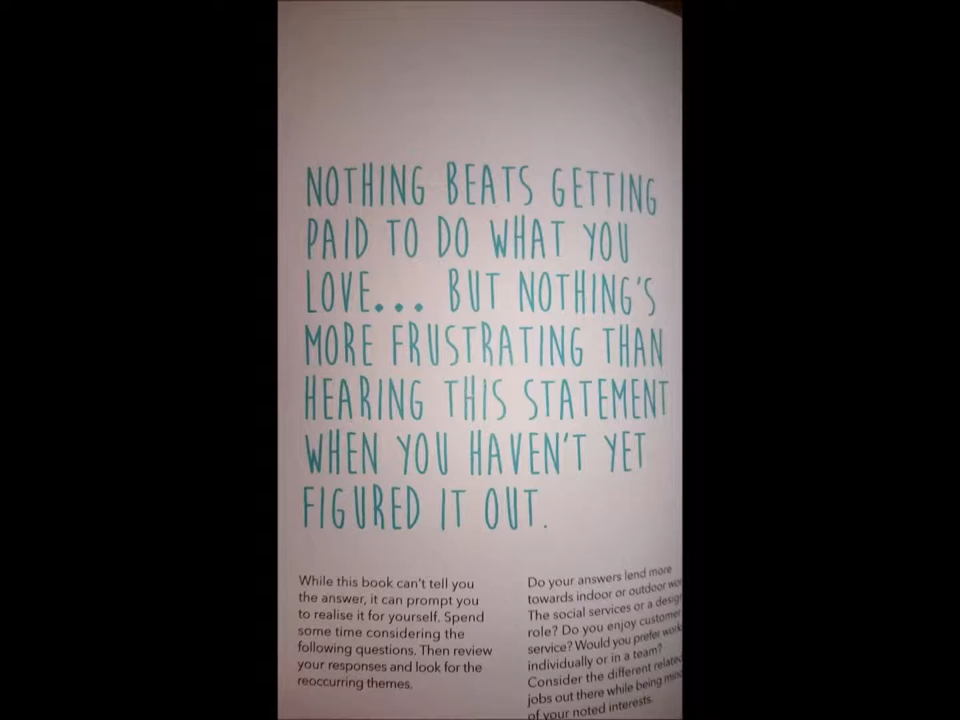 NOTHING BEATS GETTING
PAID TO DO WHAT YOU
LOVE... BUT NOTHING'S
MORE FRUSTRATING THAN
HEARING THIS STATEMENT
WHEN YOU HAVEN'T YET
FIGURED IT OUT.
While this book can't tell you
the answer, it can prompt you
to realise it for yourself. Spend
some time considering the
following questions. Then review
your responses and look for the
reoccurring themes.
Do your answers lend more
towards indoor or outdoor
The social services or a
role? Do you enjoy customer
service? Would you prefer
individually or in a team?
Consider the different
jobs out there while being
of your noted interests.